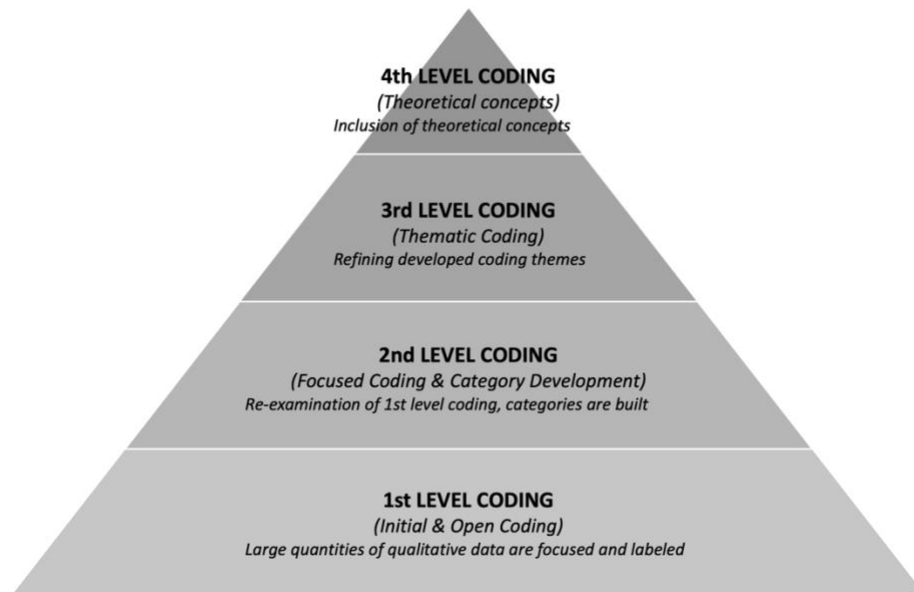 4th LEVEL CODING
(Theoretical concepts)
Inclusion of theoretical concepts
3rd LEVEL CODING
(Thematic Coding)
Refining developed coding themes
2nd LEVEL CODING
(Focused Coding & Category Development)
Re-examination of 1st level coding, categories are built
1st LEVEL CODING
(Initial & Open Coding)
Large quantities of qualitative data are focused and labeled